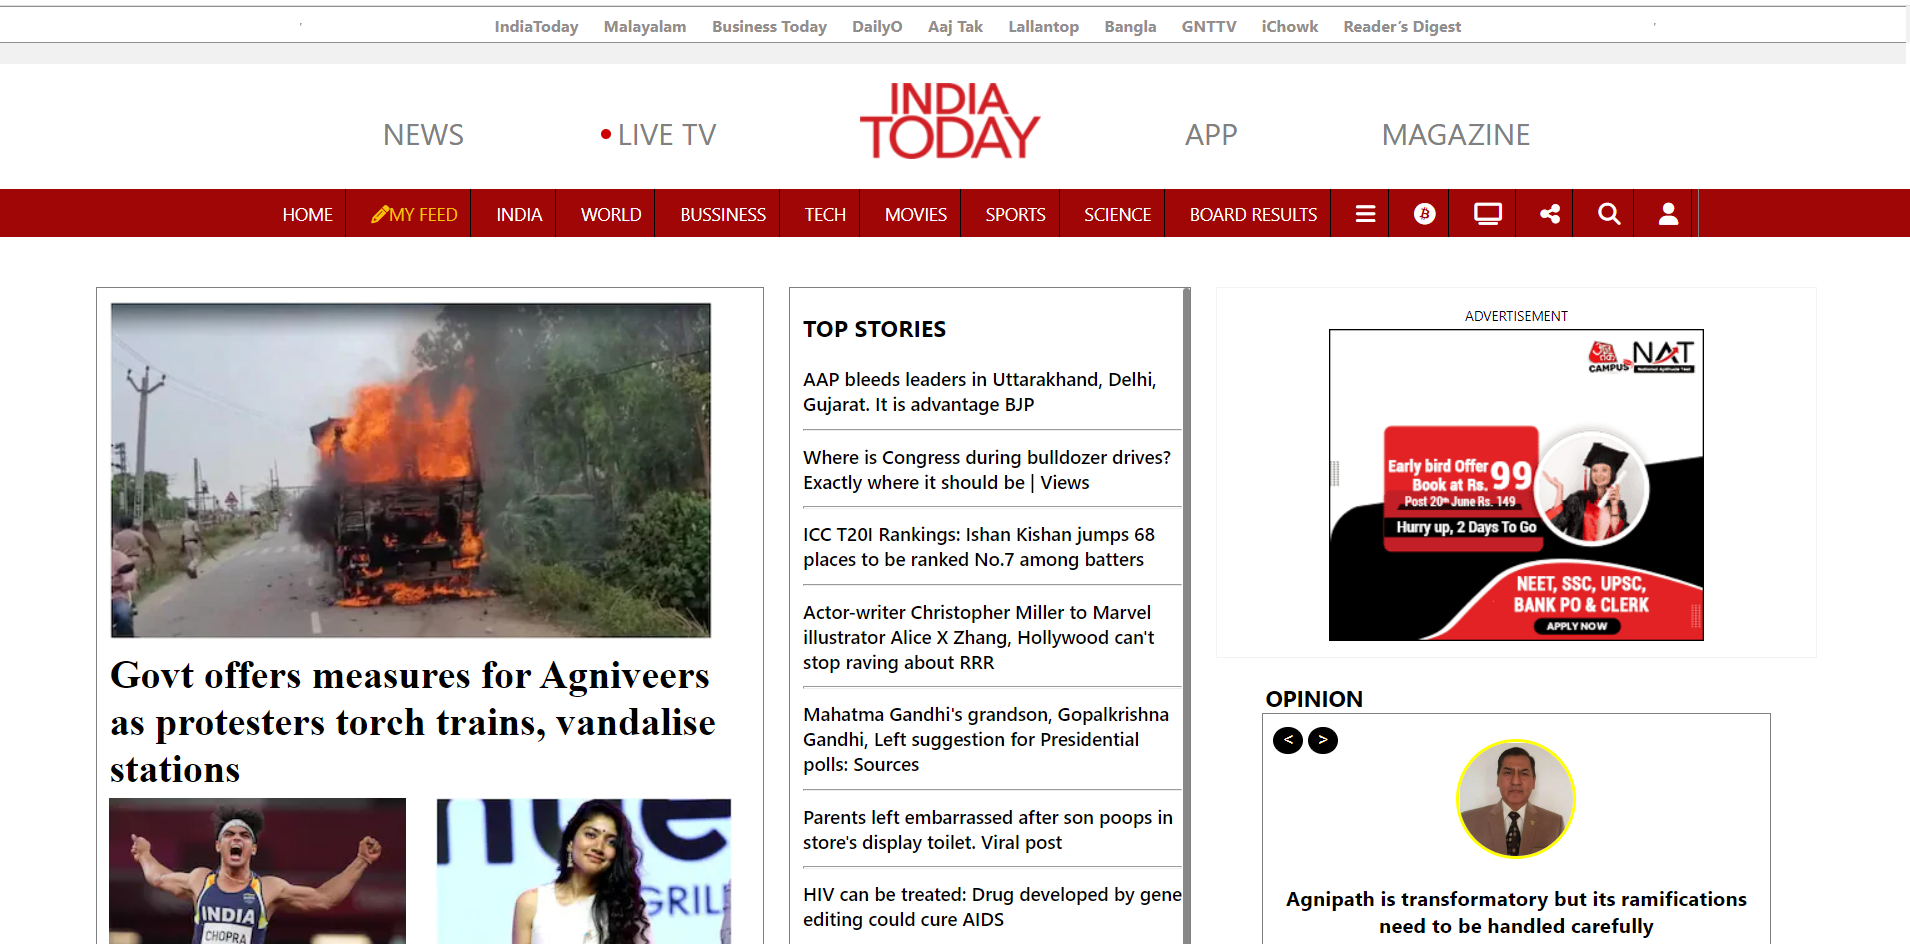 IndiaToday Malayalam Business Today DailyO Aaj Tak Lallantop Bangla GNTTV iChowk Reader's Digest
NEWS
LIVE TV
INDIA
TODAY
APP
MAGAZINE
HOME MY FEED INDIA WORLD BUSSINESS TECH MOVIES SPORTS SCIENCE BOARD RESULTS
Govt offers measures for Agniveers
as protesters torch trains, vandalise
stations
INDIA
CHOPRA
GRIL
TOP STORIES
AAP bleeds leaders in Uttarakhand, Delhi,
Gujarat. It is advantage BJP
Where is Congress during bulldozer drives?
Exactly where it should be | Views
ICC T20I Rankings: Ishan Kishan jumps 68
places to be ranked No.7 among batters
Actor-writer Christopher Miller to Marvel
illustrator Alice X Zhang, Hollywood can't
stop raving about RRR
Mahatma Gandhi's grandson, Gopalkrishna
Gandhi, Left suggestion for Presidential
polls: Sources
Parents left embarrassed after son poops in
store's display toilet. Viral post
HIV can be treated: Drug developed by gene
editing could cure AIDS
ADVERTISEMENT
आज तक
CAMPUS
NAT
National Aptitude Test
Early bird Offer
Book at Rs. 99
Post 20th June Rs. 149
Hurry up, 2 Days To Go
NEET, SSC, UPSC,
BANK PO & CLERK
APPLY NOW
OPINION
< >
Agnipath is transformatory but its ramifications
need to be handled carefully